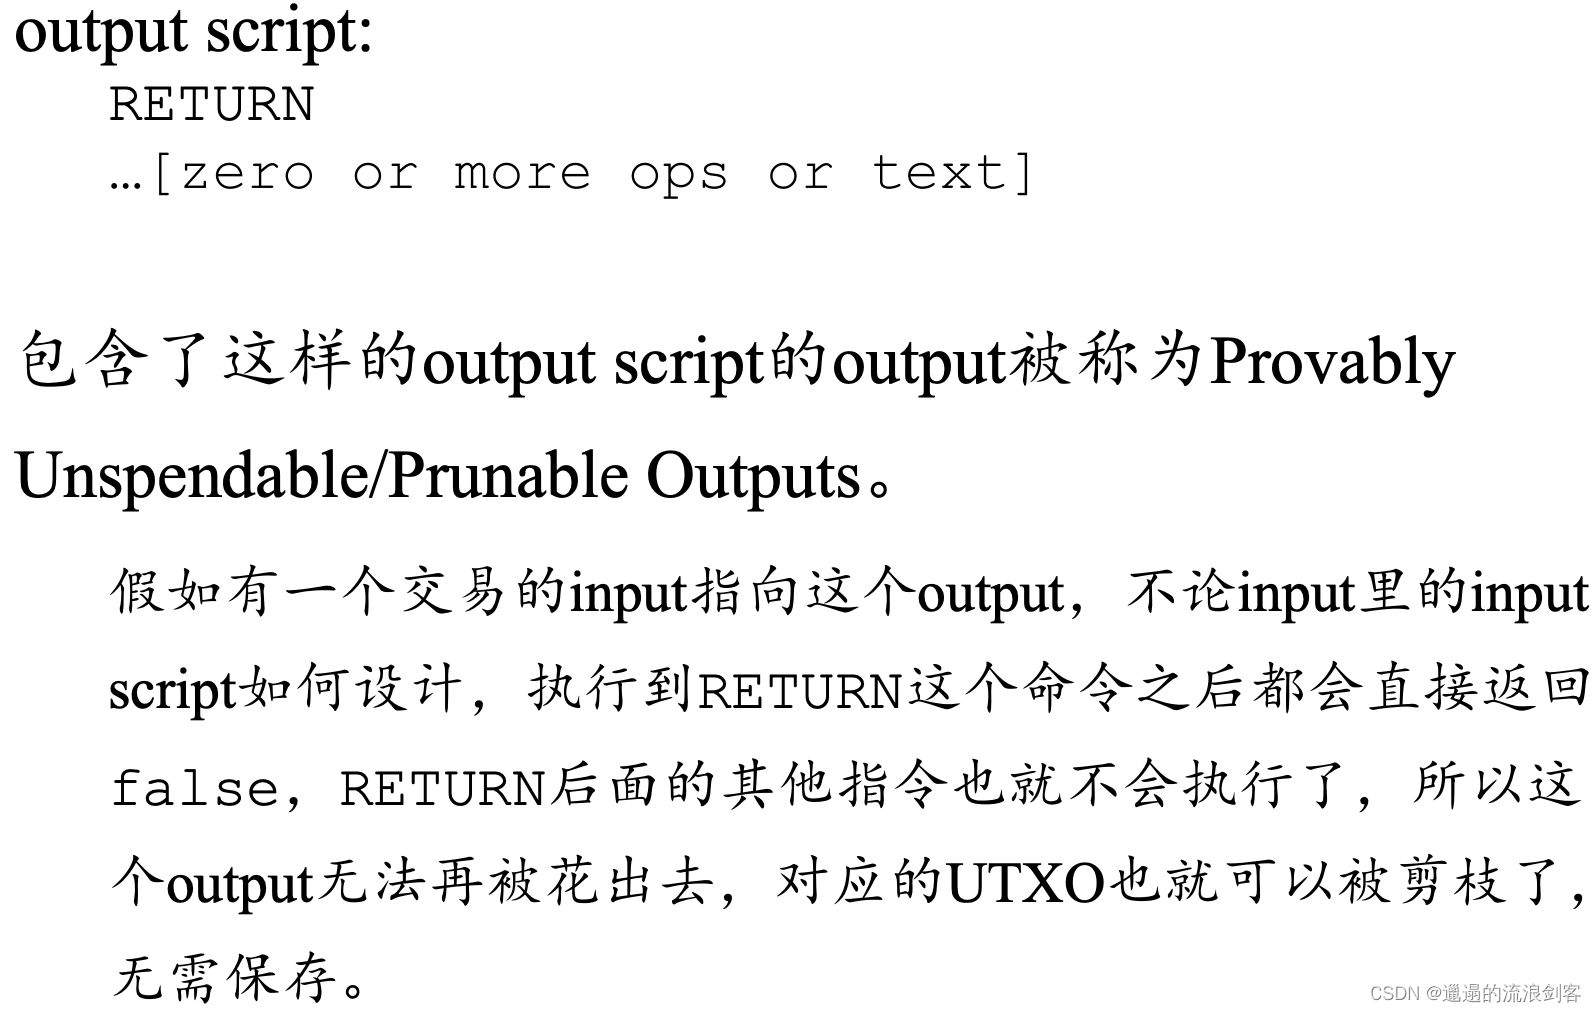 output script:
RETURN
…[zero or more ops or text]
包含了这样的output script的output被称为Provably
Unspendable/Prunable Outputs。
假如有一个交易的input指向这个output，不论input里的input
script如何设计，执行到RETURN这个命令之后都会直接返回
false，RETURN后面的其他指令也就不会执行了，所以这
个output无法再被花出去，对应的UTXO也就可以被剪枝了，
无需保存。
CSDN @邋遢的流浪剑客